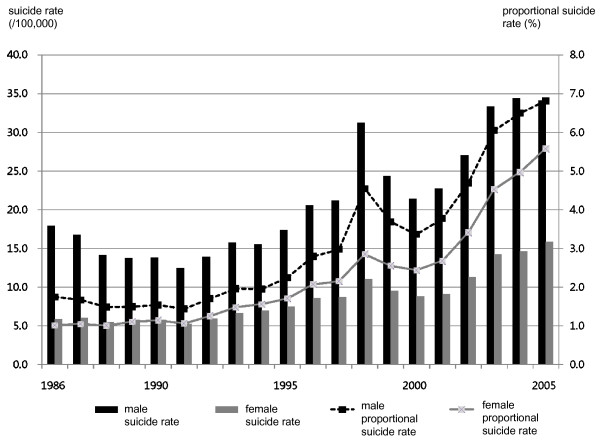 suicide rate
(/100,000)
proportional suicide
rate (%)
40.0
35.0
30.0
25.0
20.0
15.0
10.0
5.0
0.0
8.0
7.0
6.0
5.0
4.0
3.0
2.0
1.0
0.0
1986 1990 1995 2000 2005
male
suicide rate
female
suicide rate
male
proportional
suicide rate
female
proportional
suicide rate